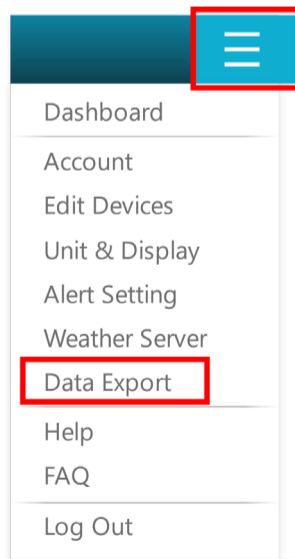 Dashboard
Account
Edit Devices
Unit & Display
Alert Setting
Weather Server
Data Export
Help
FAQ
Log Out